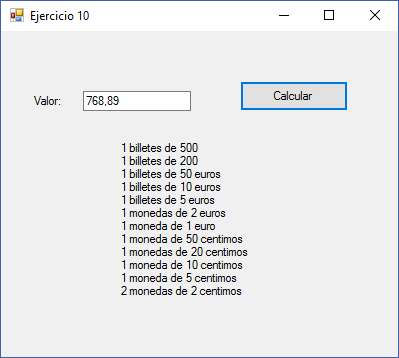 Ejercicio 10
Valor: 768,89 Calcular
1 billetes de 500
1 billetes de 200
1 billetes de 50 euros
1 billetes de 10 euros
1 billetes de 5 euros
1 monedas de 2 euros
1 moneda de 1 euro
1 moneda de 50 centimos
1 monedas de 20 centimos
1 moneda de 10 centimos
1 moneda de 5 centimos
2 monedas de 2 centimos